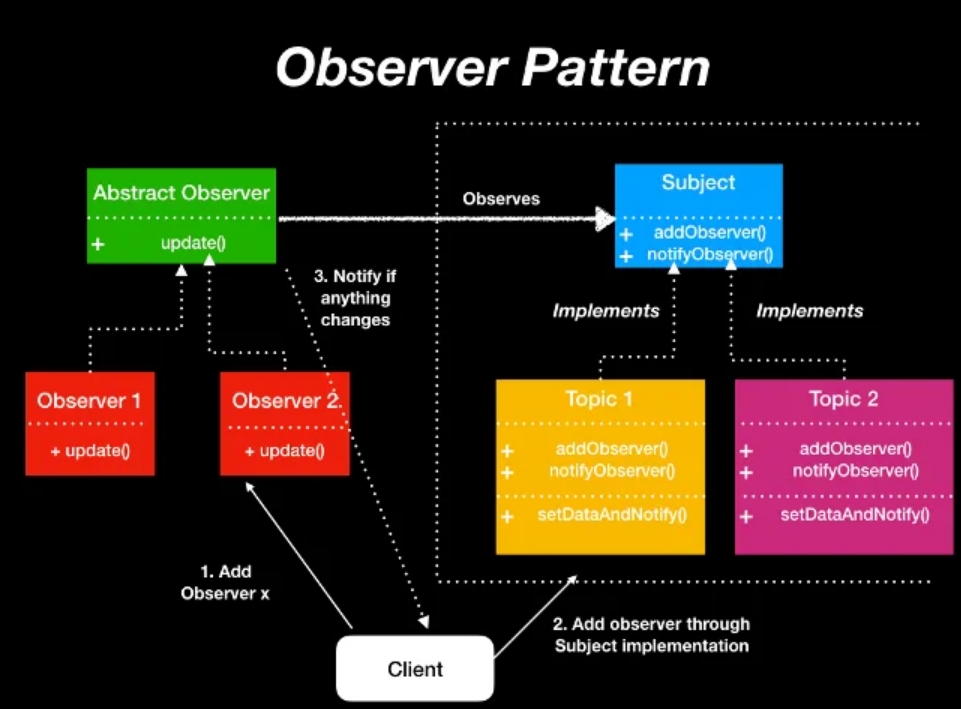 Observer Pattern
Abstract Observer
+ update()
Observes
Subject
+ addObserver()
+ notifyObserver()
3. Notify if
anything
changes
Implements
Implements
Observer 1
+ update()
Observer 2
+ update()
Topic 1
+ addObserver()
+ notifyObserver()
+ setDataAndNotify()
Topic 2
+ addObserver()
+ notifyObserver()
+ setDataAndNotify()
1. Add
Observer x
2. Add observer through
Subject implementation
Client